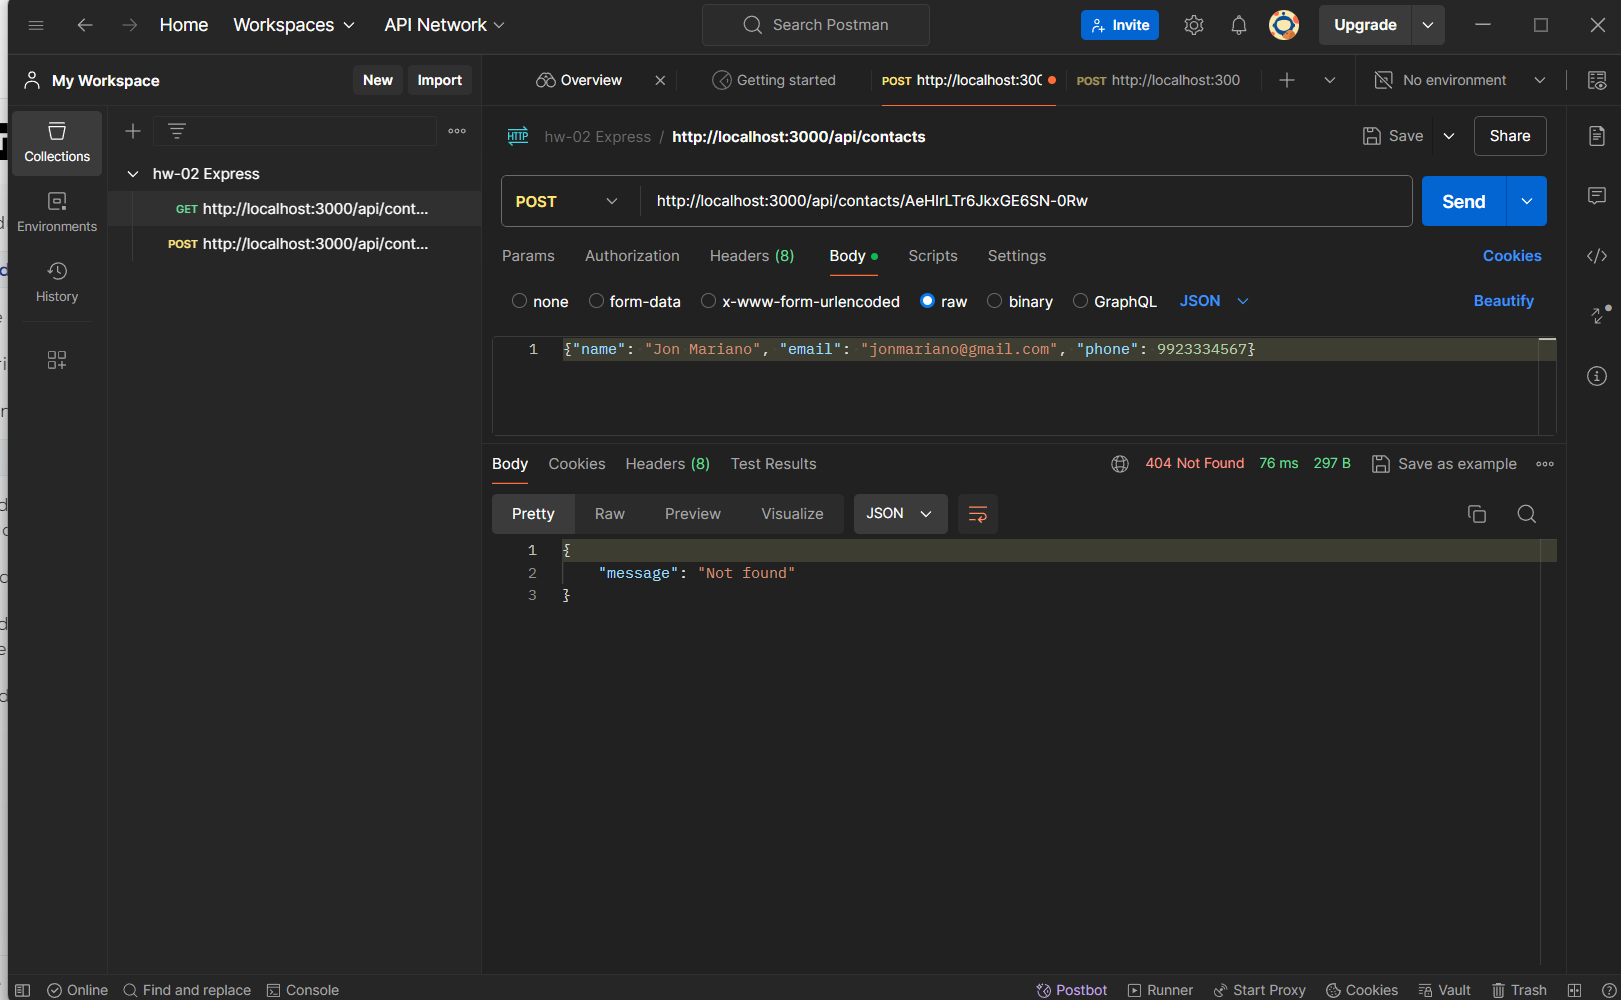 Home
Workspaces
API Network
Search Postman
Invite
Upgrade
My Workspace
New
Import
Overview
Getting started
POST http://localhost:300
POST http://localhost:300
No environment
Collections
Environments
History
hw-02 Express
GET http://localhost:3000/api/cont...
POST http://localhost:3000/api/cont...
HTTP
hw-02 Express / http://localhost:3000/api/contacts
Save
Share
POST
http://localhost:3000/api/contacts/AeHIrLTr6JkxGE6SN-0Rw
Send
Params
Authorization
Headers (8)
Body
Scripts
Settings
Cookies
none
form-data
x-www-form-urlencoded
raw
binary
GraphQL
JSON
Beautify
1 {"name": "Jon Mariano", "email": "jonmariano@gmail.com", "phone": 9923334567}
Body
Cookies
Headers (8)
Test Results
404 Not Found
76 ms
297 B
Save as example
Pretty
Raw
Preview
Visualize
JSON
1 {
2 "message": "Not found"
3 }
Online
Find and replace
Console
Postbot
Runner
Start Proxy
Cookies
Vault
Trash